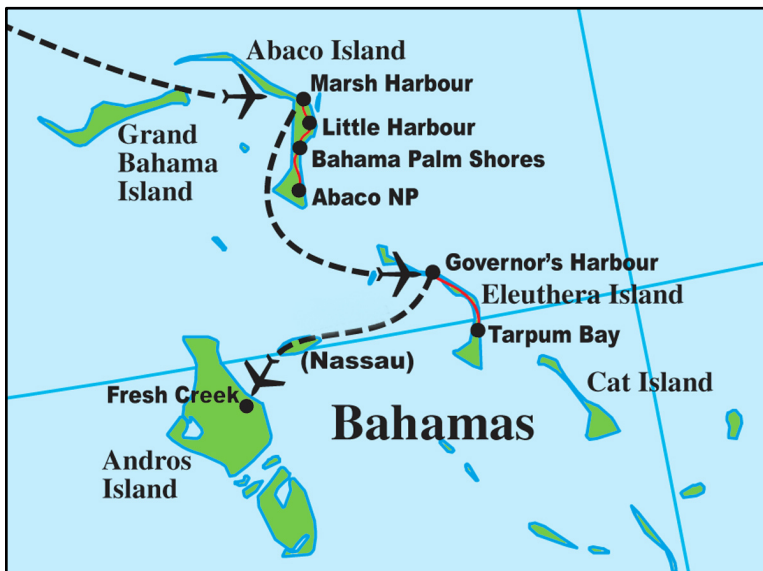 Abaco Island
Marsh Harbour
Little Harbour
Grand
Bahama
Island
Bahama Palm Shores
Abaco NP
Governor's Harbour
Eleuthera Island
Tarpum Bay
(Nassau)
Cat Island
Fresh Creek
Bahamas
Andros
Island